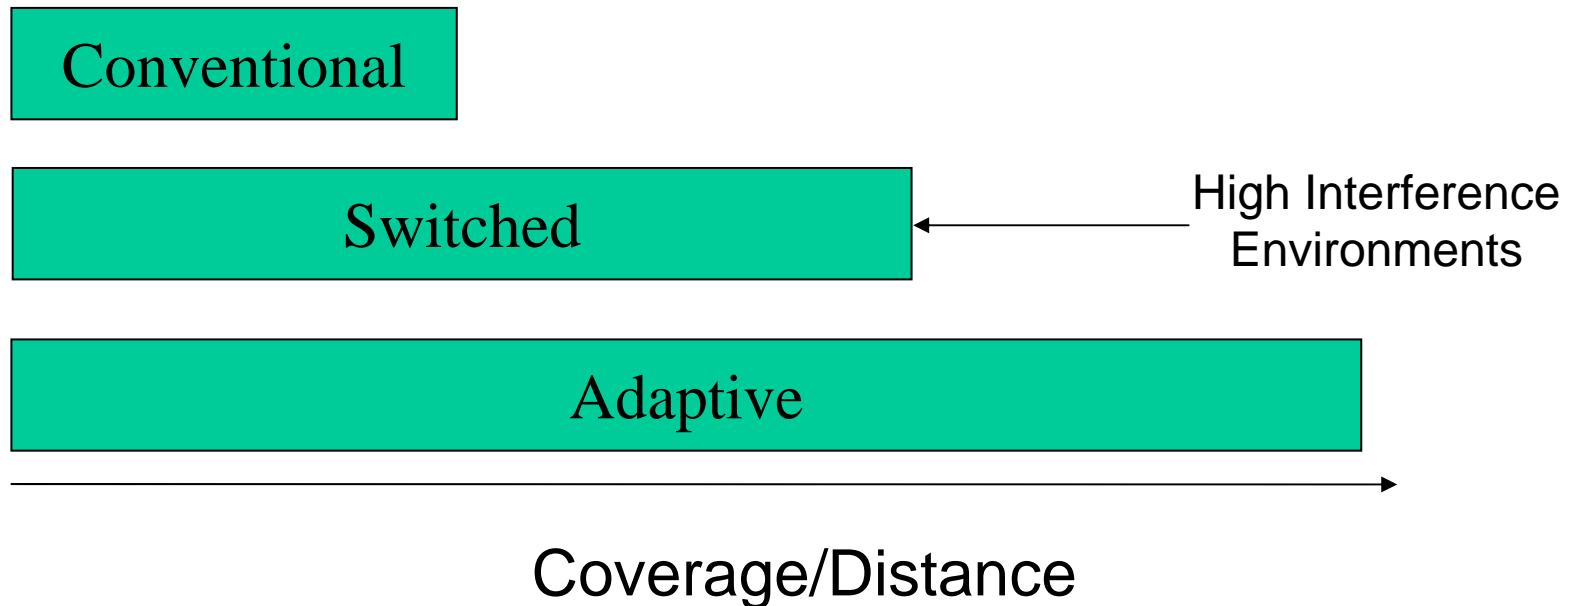 Conventional
Switched
High Interference
Environments
Adaptive
Coverage/Distance